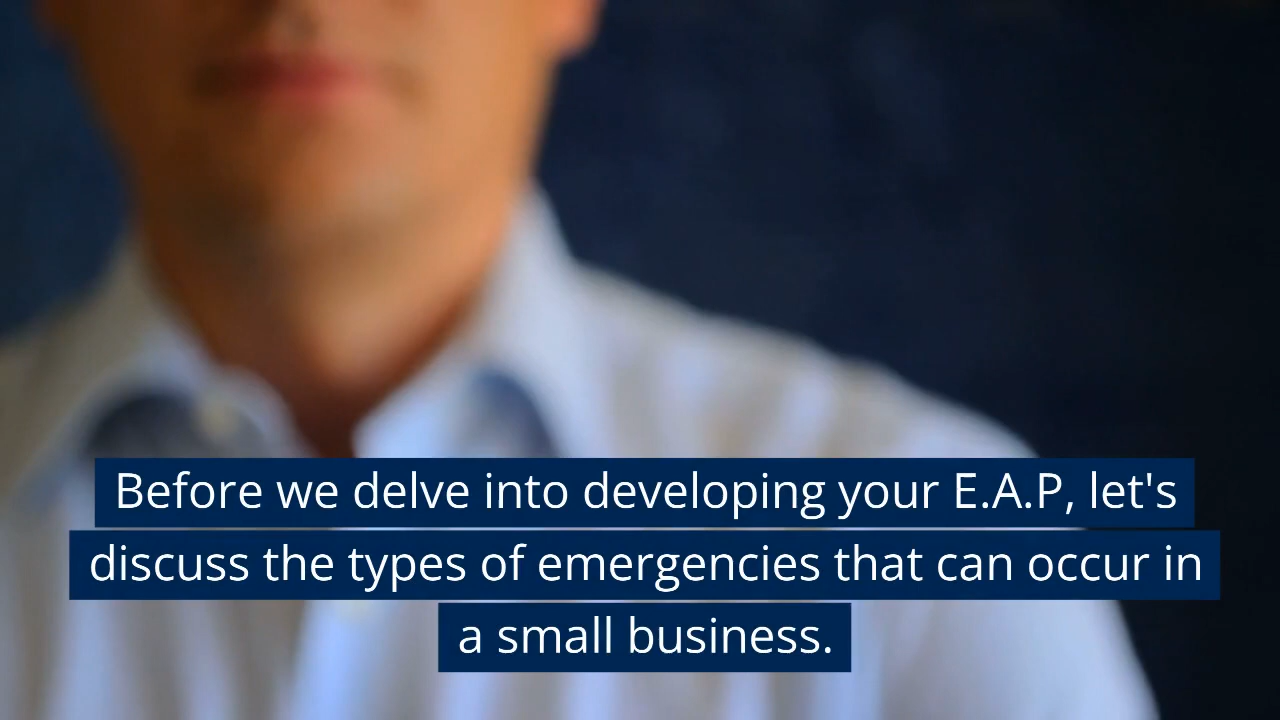 Before we delve into developing your E.A.P, let's
discuss the types of emergencies that can occur in
a small business.